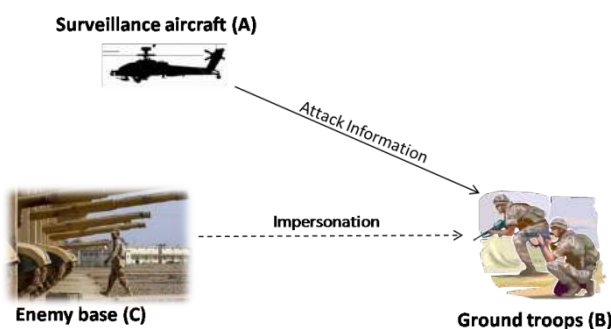 Surveillance aircraft (A)
Attack Information
Impersonation
Enemy base (C)
Ground troops (B)